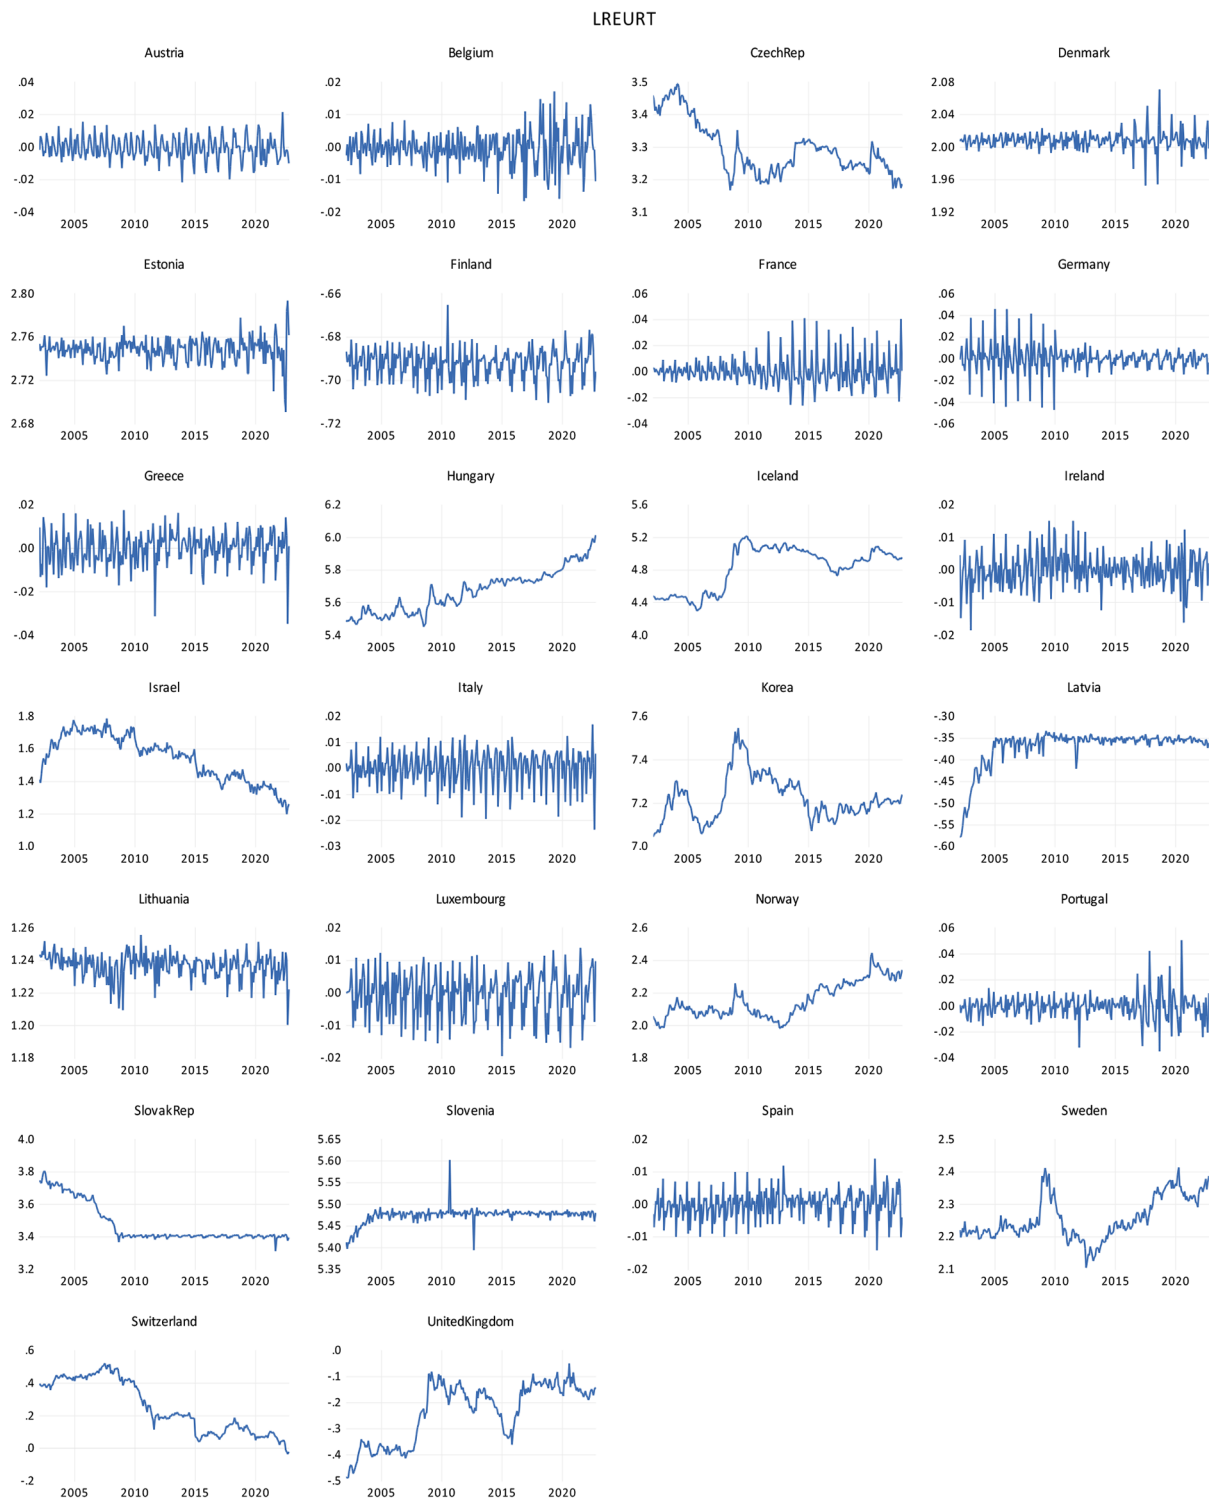 LREURT
Austria
Belgium
CzechRep
Denmark
.04
.02
.00
-.02
-.04
2005 2010 2015 2020
.02
.01
.00
-.01
-.02
2005 2010 2015 2020
3.5
3.4
3.3
3.2
3.1
2005 2010 2015 2020
2.08
2.04
2.00
1.96
1.92
2005 2010 2015 2020
Estonia
Finland
France
Germany
2.80
2.76
2.72
2.68
2005 2010 2015 2020
-.66
-.68
-.70
-.72
2005 2010 2015 2020
.06
.04
.02
.00
-.02
-.04
2005 2010 2015 2020
.06
.04
.02
.00
-.02
-.04
-.06
2005 2010 2015 2020
Greece
Hungary
Iceland
Ireland
.02
.00
-.02
-.04
2005 2010 2015 2020
6.2
6.0
5.8
5.6
5.4
2005 2010 2015 2020
5.6
5.2
4.8
4.4
4.0
2005 2010 2015 2020
.02
.01
.00
-.01
-.02
2005 2010 2015 2020
Israel
Italy
Korea
Latvia
1.8
1.6
1.4
1.2
1.0
2005 2010 2015 2020
.02
.01
.00
-.01
-.02
-.03
2005 2010 2015 2020
7.6
7.4
7.2
7.0
2005 2010 2015 2020
-.30
-.35
-.40
-.45
-.50
-.55
-.60
2005 2010 2015 2020
Lithuania
Luxembourg
Norway
Portugal
1.26
1.24
1.22
1.20
1.18
2005 2010 2015 2020
.02
.01
.00
-.01
-.02
2005 2010 2015 2020
2.6
2.4
2.2
2.0
1.8
2005 2010 2015 2020
.06
.04
.02
.00
-.02
-.04
2005 2010 2015 2020
SlovakRep
Slovenia
Spain
Sweden
4.0
3.8
3.6
3.4
3.2
2005 2010 2015 2020
5.65
5.60
5.55
5.50
5.45
5.40
5.35
2005 2010 2015 2020
.02
.01
.00
-.01
-.02
2005 2010 2015 2020
2.5
2.4
2.3
2.2
2.1
2005 2010 2015 2020
Switzerland
UnitedKingdom
.6
.4
.2
.0
-.2
2005 2010 2015 2020
.0
-.1
-.2
-.3
-.4
-.5
2005 2010 2015 2020